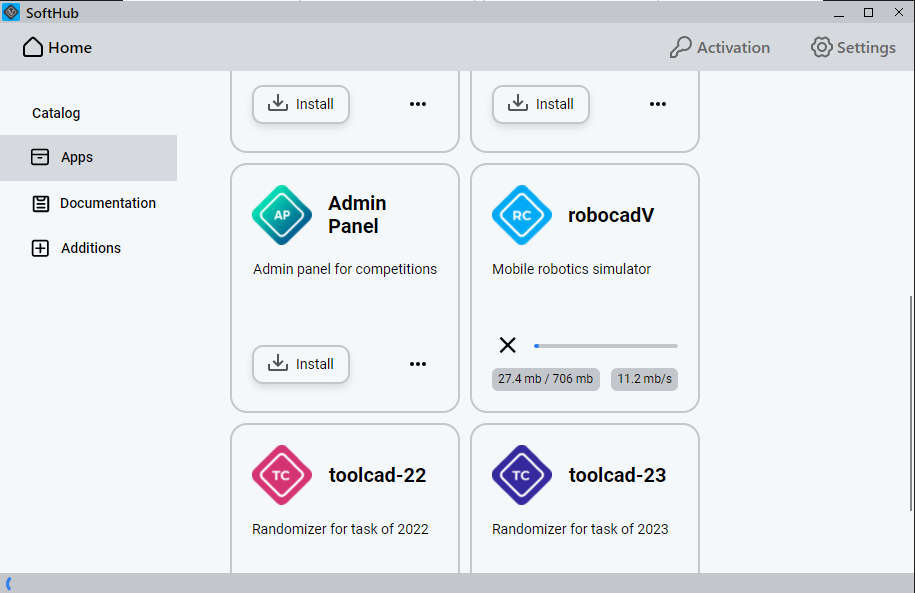 SoftHub
Home
Activation
Settings
Catalog
Apps
Documentation
Additions
Install
Install
AP
Admin
Panel
Admin panel for competitions
Install
RC
robocadV
Mobile robotics simulator
27.4 mb / 706 mb
11.2 mb/s
TC
toolcad-22
Randomizer for task of 2022
TC
toolcad-23
Randomizer for task of 2023